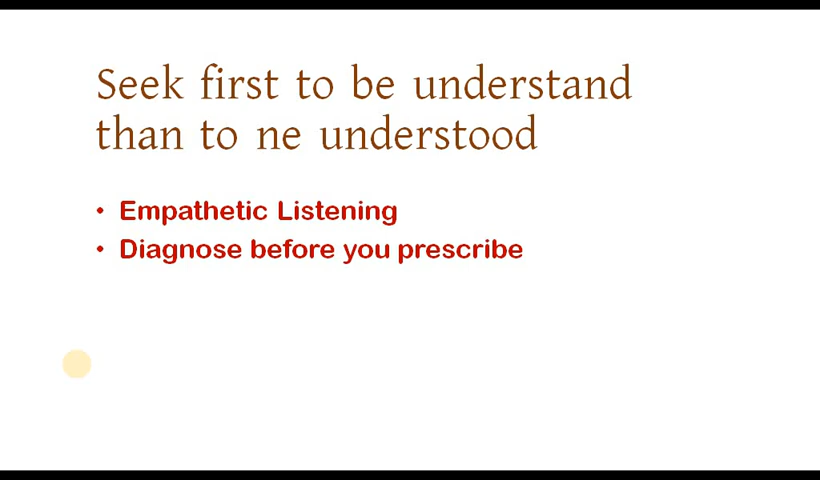 Seek first to be understand
than to ne understood
• Empathetic Listening
• Diagnose before you prescribe